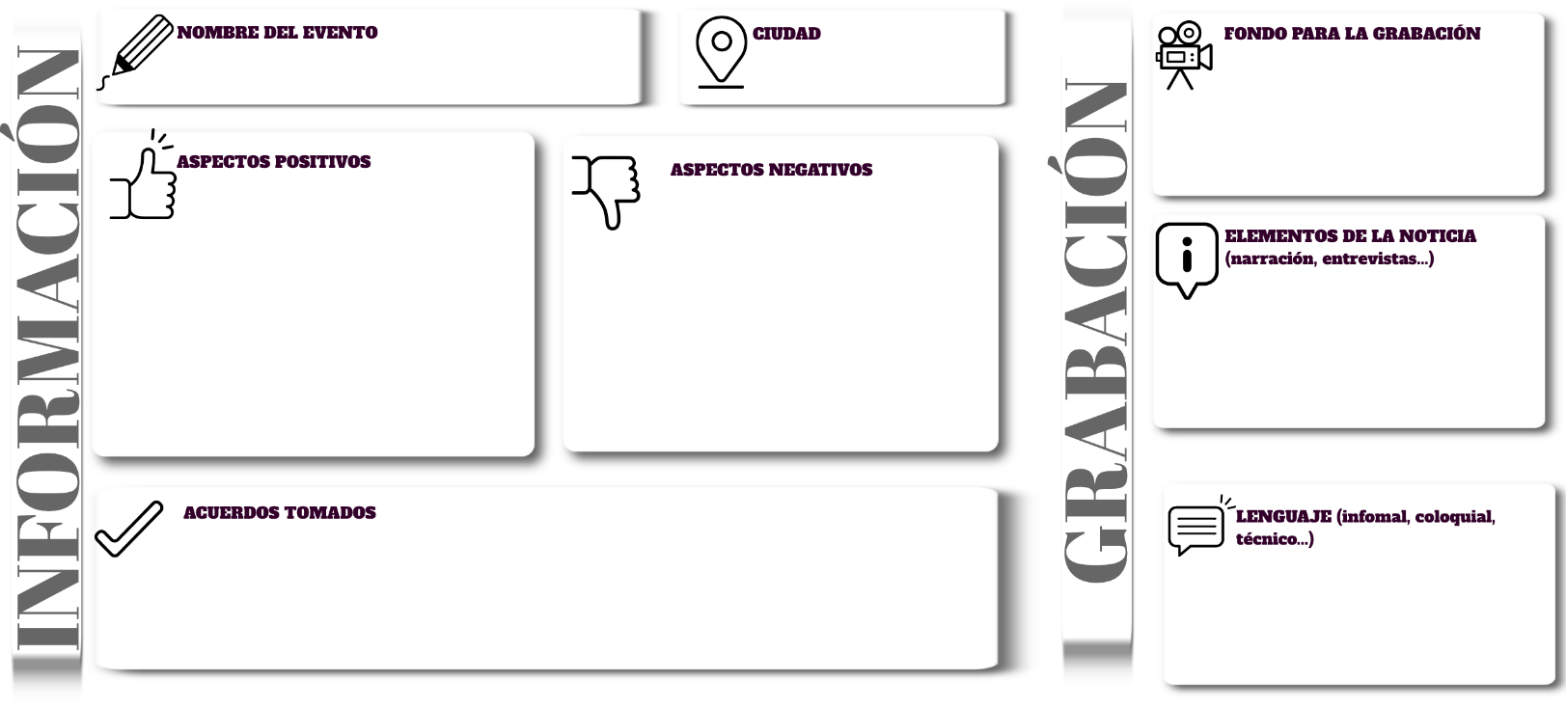 INFORMACIÓN
NOMBRE DEL EVENTO
CIUDAD
ASPECTOS POSITIVOS
ASPECTOS NEGATIVOS
ACUERDOS TOMADOS
GRABACIÓN
FONDO PARA LA GRABACIÓN
ELEMENTOS DE LA NOTICIA
(narración, entrevistas...)
LENGUAJE (infomal, coloquial,
técnico...)